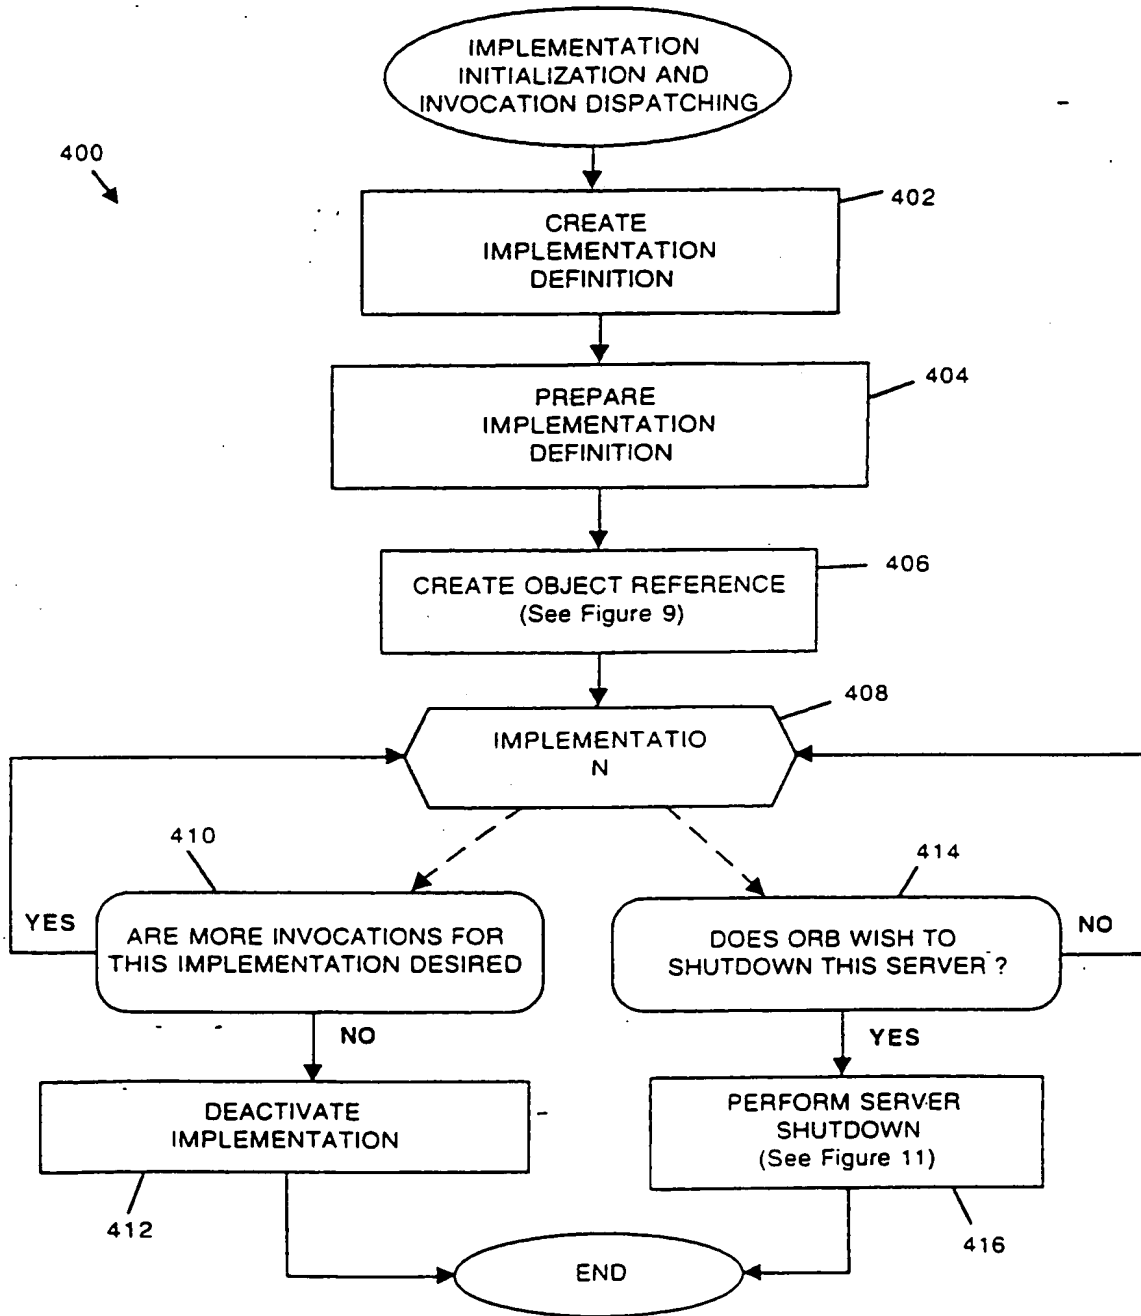 IMPLEMENTATION
INITIALIZATION AND
INVOCATION DISPATCHING
400
402
CREATE
IMPLEMENTATION
DEFINITION
404
PREPARE
IMPLEMENTATION
DEFINITION
406
CREATE OBJECT REFERENCE
(See Figure 9)
408
IMPLEMENTATIO
N
410
414
YES
ARE MORE INVOCATIONS FOR
THIS IMPLEMENTATION DESIRED
DOES ORB WISH TO
SHUTDOWN THIS SERVER ?
NO
NO
YES
DEACTIVATE
IMPLEMENTATION
PERFORM SERVER
SHUTDOWN
(See Figure 11)
412
416
END